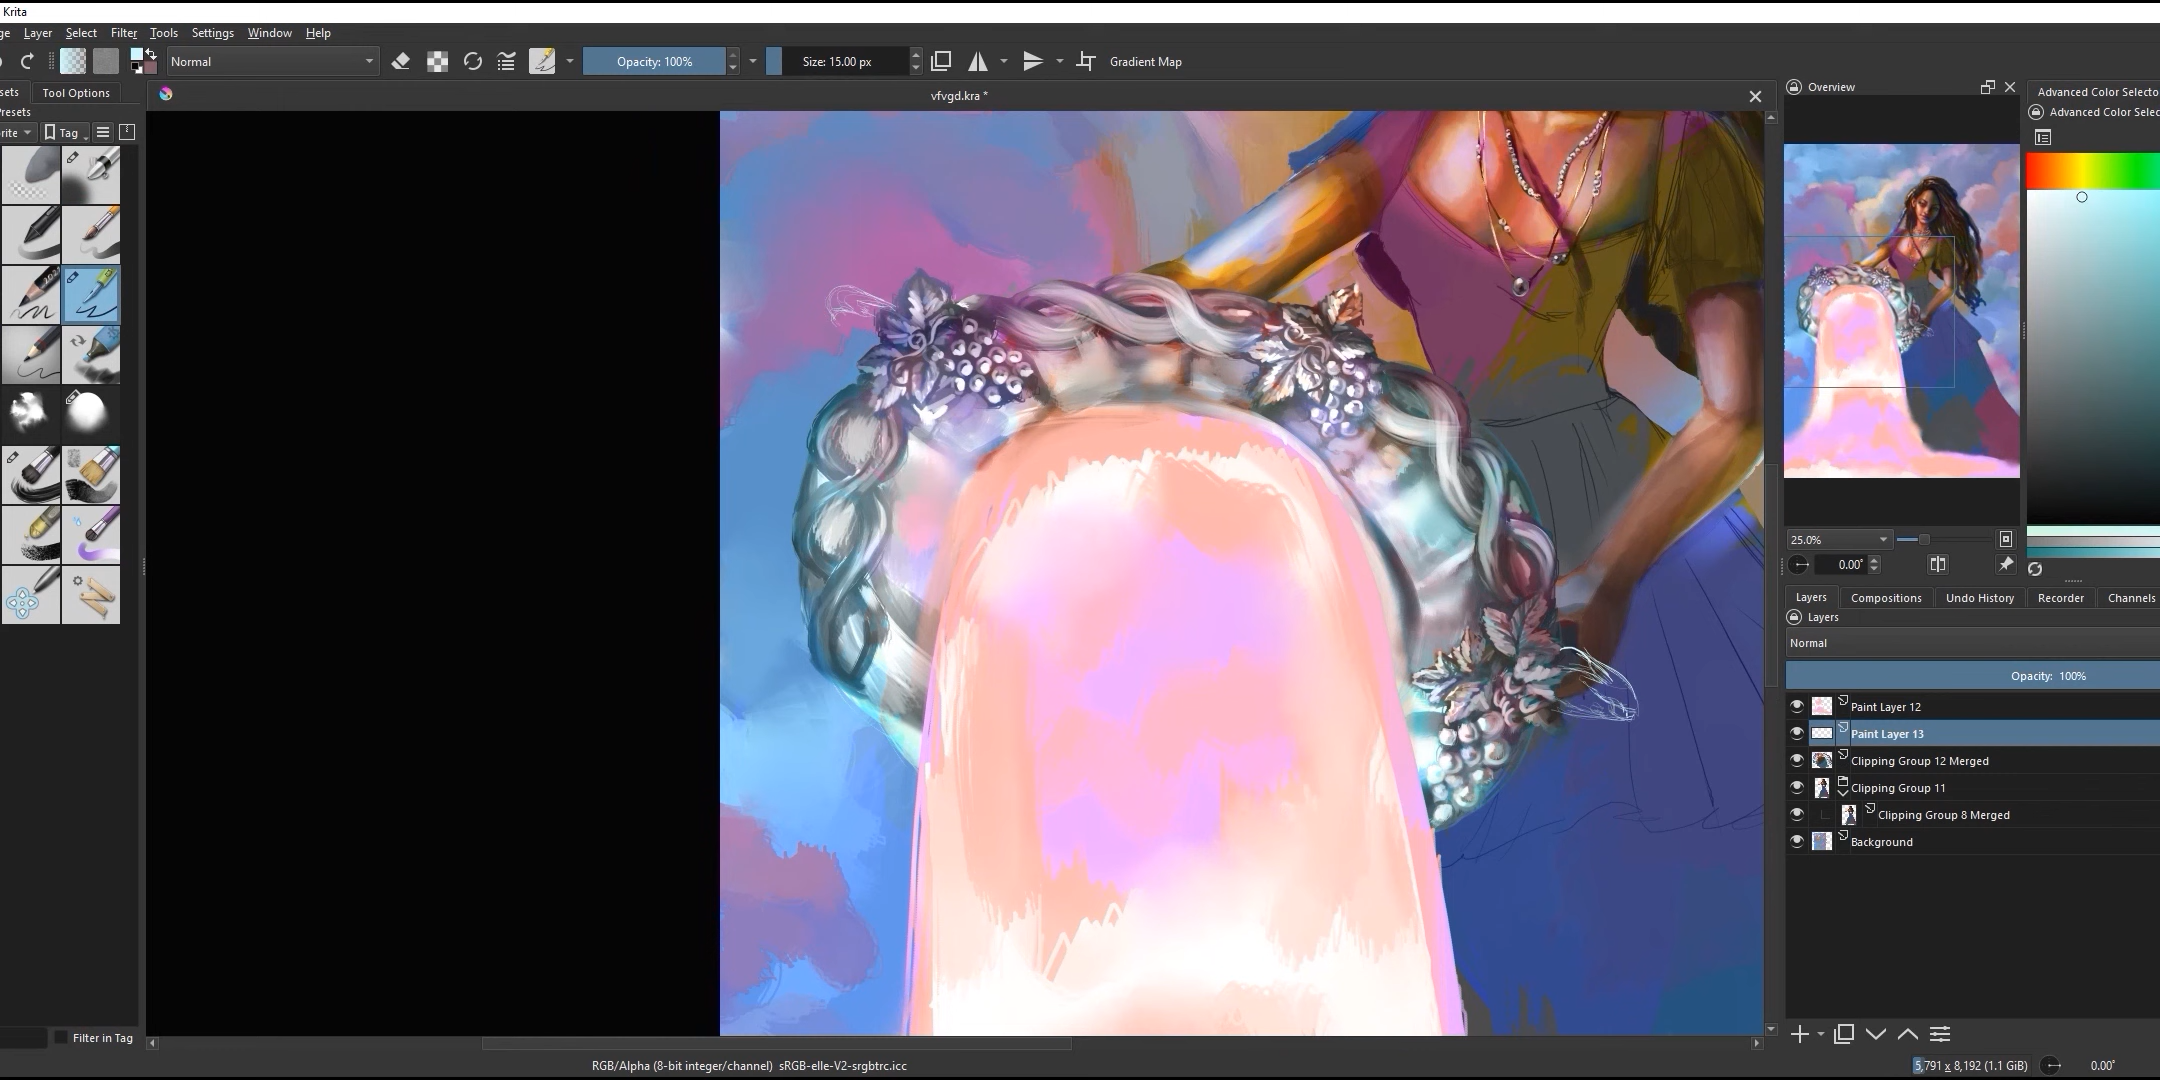 Krita
ge Layer Select Filter Tools Settings Window Help
Normal Opacity: 100% Size: 15.00 px Gradient Map
sets Tool Options
vfvgd.kra *
Overview
Advanced Color Selecto
Presets
Advanced Color Selec
rite Tag
25.0%
0.00°
Layers Compositions Undo History Recorder Channels
Layers
Normal
Opacity: 100%
Paint Layer 12
Paint Layer 13
Clipping Group 12 Merged
Clipping Group 11
Clipping Group 8 Merged
Background
Filter in Tag
RGB/Alpha (8-bit integer/channel) sRGB-elle-V2-srgbtrc.icc
5,791 x 8,192 (1.1 GiB) 0.00°